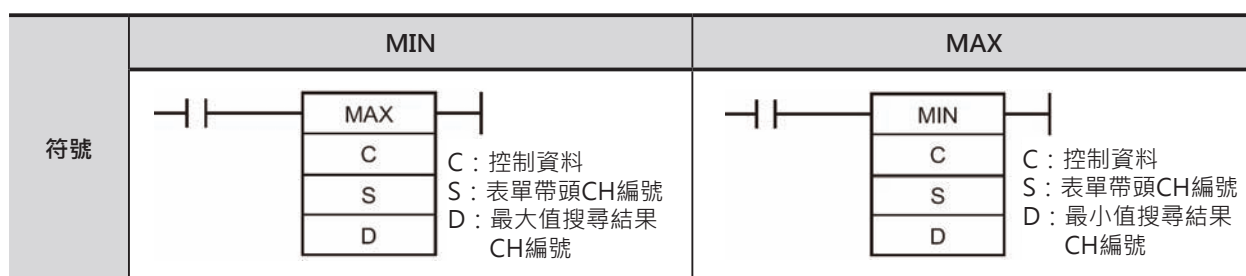 MIN
MAX
符號
MAX
C
S
D
C：控制資料
S：表單帶頭CH編號
D：最大值搜尋結果
CH編號
MIN
C
S
D
C：控制資料
S：表單帶頭CH編號
D：最小值搜尋結果
CH編號